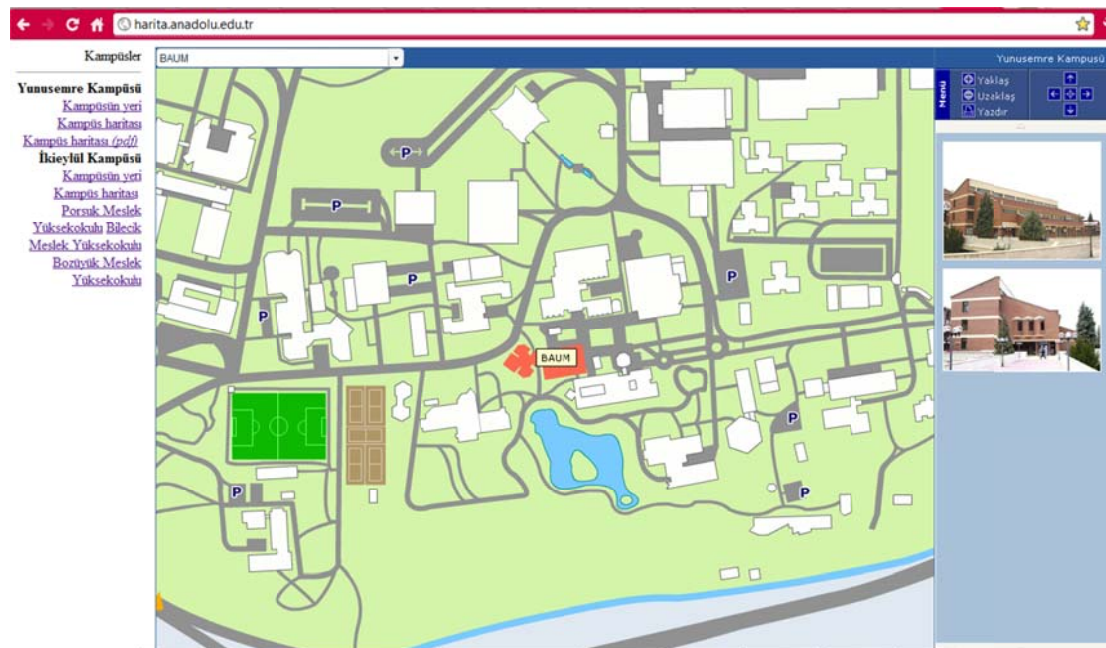 harita.anadolu.edu.tr
Kampüsler
Yunusemre Kampüsü
Kampüsün yeri
Kampüs haritası
Kampüs haritası (pdf)
İkieylül Kampüsü
Kampüsün yeri
Kampüs haritası
Porsuk Meslek
Yüksekokulu Bilecik
Meslek Yüksekokulu
Bozüyük Meslek
Yüksekokulu
BAUM
Yunusemre Kampusü
Menü
Yaklaş
Uzaklaş
Yazdır
P
P
P
P
P
BAUM
P
P
P